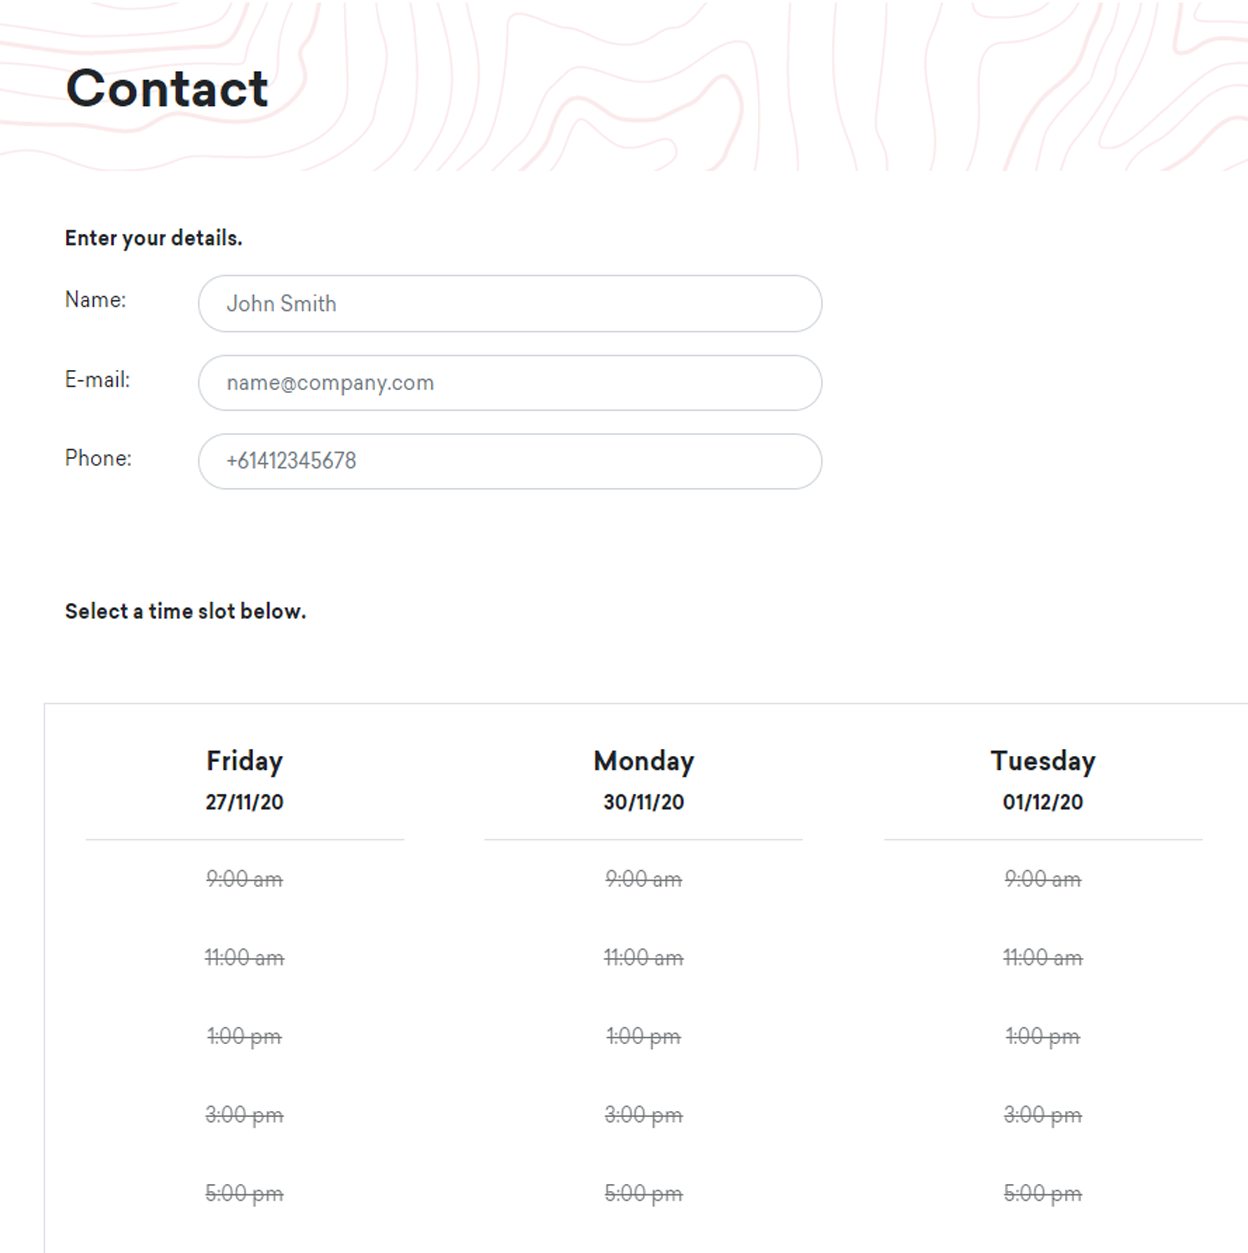 Contact
Enter your details.
Name:
John Smith
E-mail:
name@company.com
Phone:
+61412345678
Select a time slot below.
Friday Monday Tuesday
27/11/20 30/11/20 01/12/20
9:00 am 9:00 am 9:00 am
11:00 am 11:00 am 11:00 am
1:00 pm 1:00 pm 1:00 pm
3:00 pm 3:00 pm 3:00 pm
5:00 pm 5:00 pm 5:00 pm